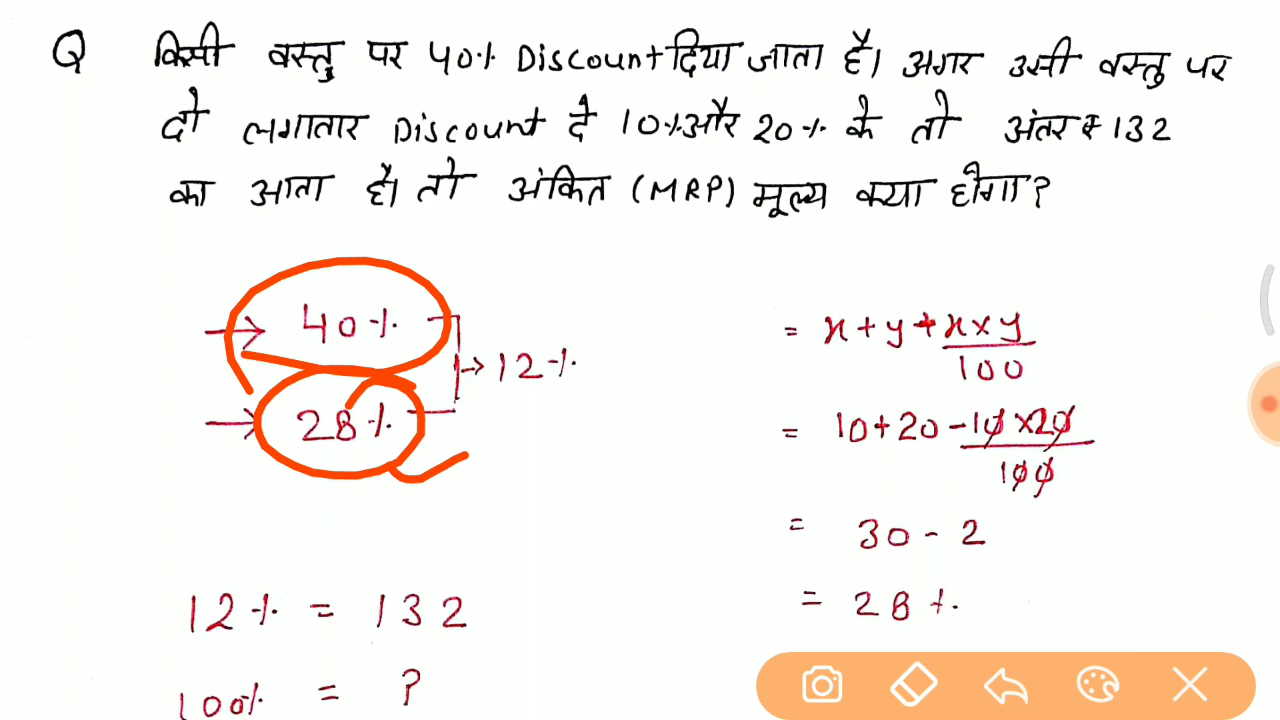 Q किसी वस्तु पर 40% Discount दिया जाता है। अगर उसी वस्तु पर
दो लगातार Discount दे 10% और 20% के तो अंतर ₹ 132
का आता है। तो अंकित (MRP) मूल्य क्या होगा?
→ 40%
→ 12%
→ 28%
= x + y + x × y / 100
= 10 + 20 - 10 × 20 / 100
= 30 - 2
= 28%
12% = 132
100% = ?